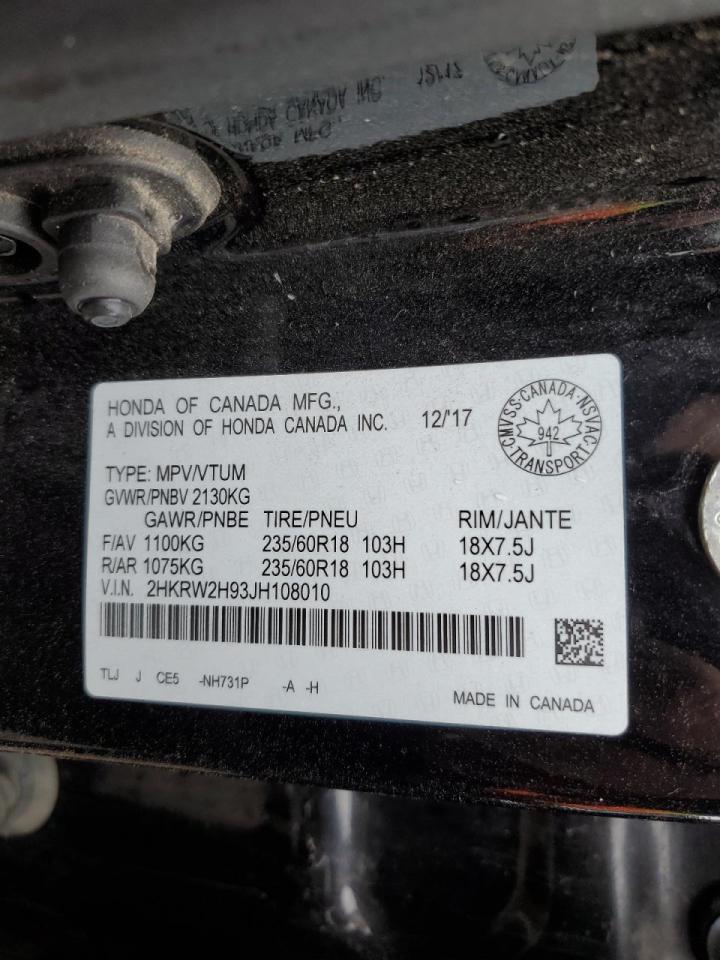 HONDA OF CANADA MFG.,
A DIVISION OF HONDA CANADA INC. 12/'17
CMVSS·CANADA·NSVAC·TRANSPORT
942
TYPE: MPV/VTUM
GVWR/PNBV 2130KG
GAWR/PNBE TIRE/PNEU RIM/JANTE
F/AV 1100KG 235/60R18 103H 18X7.5J
R/AR 1075KG 235/60R18 103H 18X7.5J
V.I.N. 2HKRW2H93JH108010
TLJ J CE5 -NH731P -A -H
MADE IN CANADA